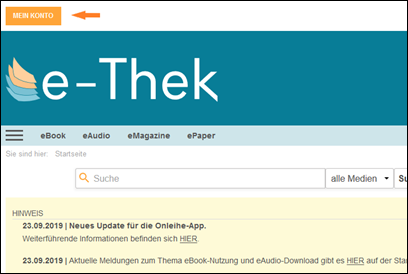 MEIN KONTO
e-Thek
eBook eAudio eMagazine ePaper
Sie sind hier: Startseite
Suche alle Medien
HINWEIS
23.09.2019 | Neues Update für die Onleihe-App.
Weiterführende Informationen befinden sich HIER.
23.09.2019 | Aktuelle Meldungen zum Thema eBook-Nutzung und eAudio-Download gibt es HIER auf der Sta